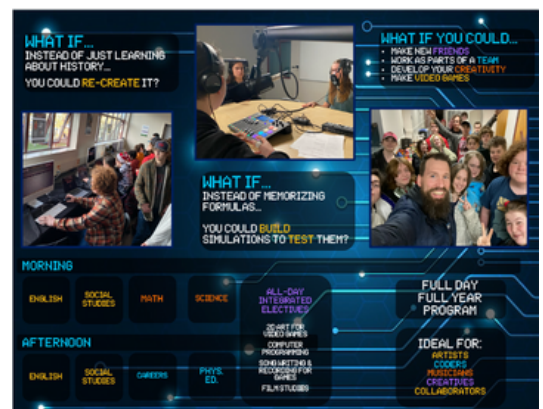 WHAT IF...
INSTEAD OF JUST LEARNING
ABOUT HISTORY...
YOU COULD RE-CREATE IT?
WHAT IF YOU COULD...
• MAKE NEW FRIENDS
• WORK AS PARTS OF A TEAM
• DEVELOP YOUR CREATIVITY
• MAKE VIDEO GAMES
WHAT IF...
INSTEAD OF MEMORIZING
FORMULAS...
YOU COULD BUILD
SIMULATIONS TO TEST THEM?
MORNING
ENGLISH
SOCIAL
STUDIES
MATH
SCIENCE
AFTERNOON
ENGLISH
SOCIAL
STUDIES
CAREERS
PHYS.
ED.
ALL-DAY
INTEGRATED
ELECTIVES
2D ART FOR
VIDEO GAMES
COMPUTER
PROGRAMMING
SONG WRITING &
RECORDING FOR
GAMES
FILM STUDIES
FULL DAY
FULL YEAR
PROGRAM
IDEAL FOR:
ARTISTS
CODERS
MUSICIANS
CREATIVES
COLLABORATORS